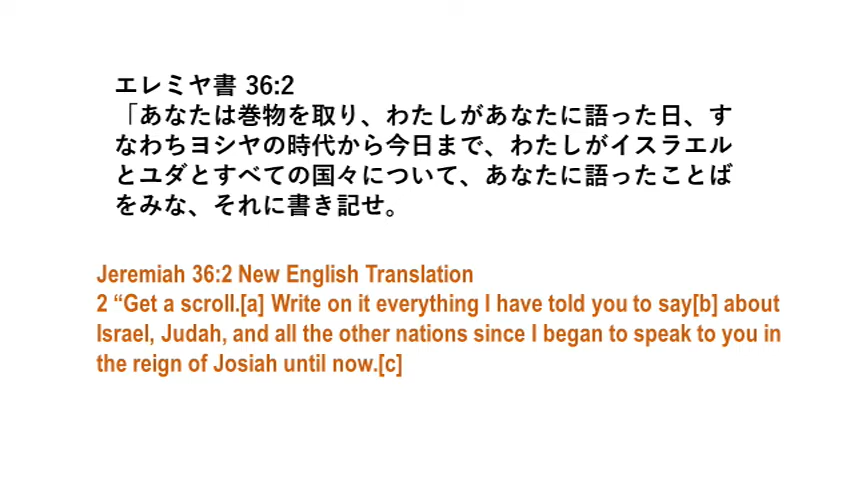 エレミヤ書 36:2
「あなたは巻物を取り、わたしがあなたに語った日、す
なわちヨシヤの時代から今日まで、わたしがイスラエル
とユダとすべての国々について、あなたに語ったことば
をみな、それに書き記せ。
Jeremiah 36:2 New English Translation
2 “Get a scroll.[a] Write on it everything I have told you to say[b] about
Israel, Judah, and all the other nations since I began to speak to you in
the reign of Josiah until now.[c]